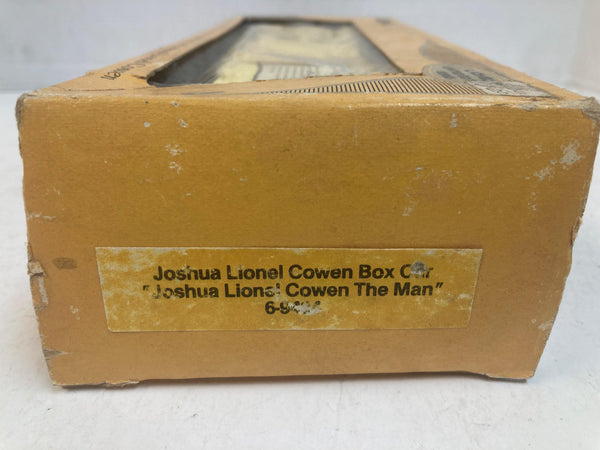 Joshua Lionel Cowen Box Car
"Joshua Lionel Cowen The Man"